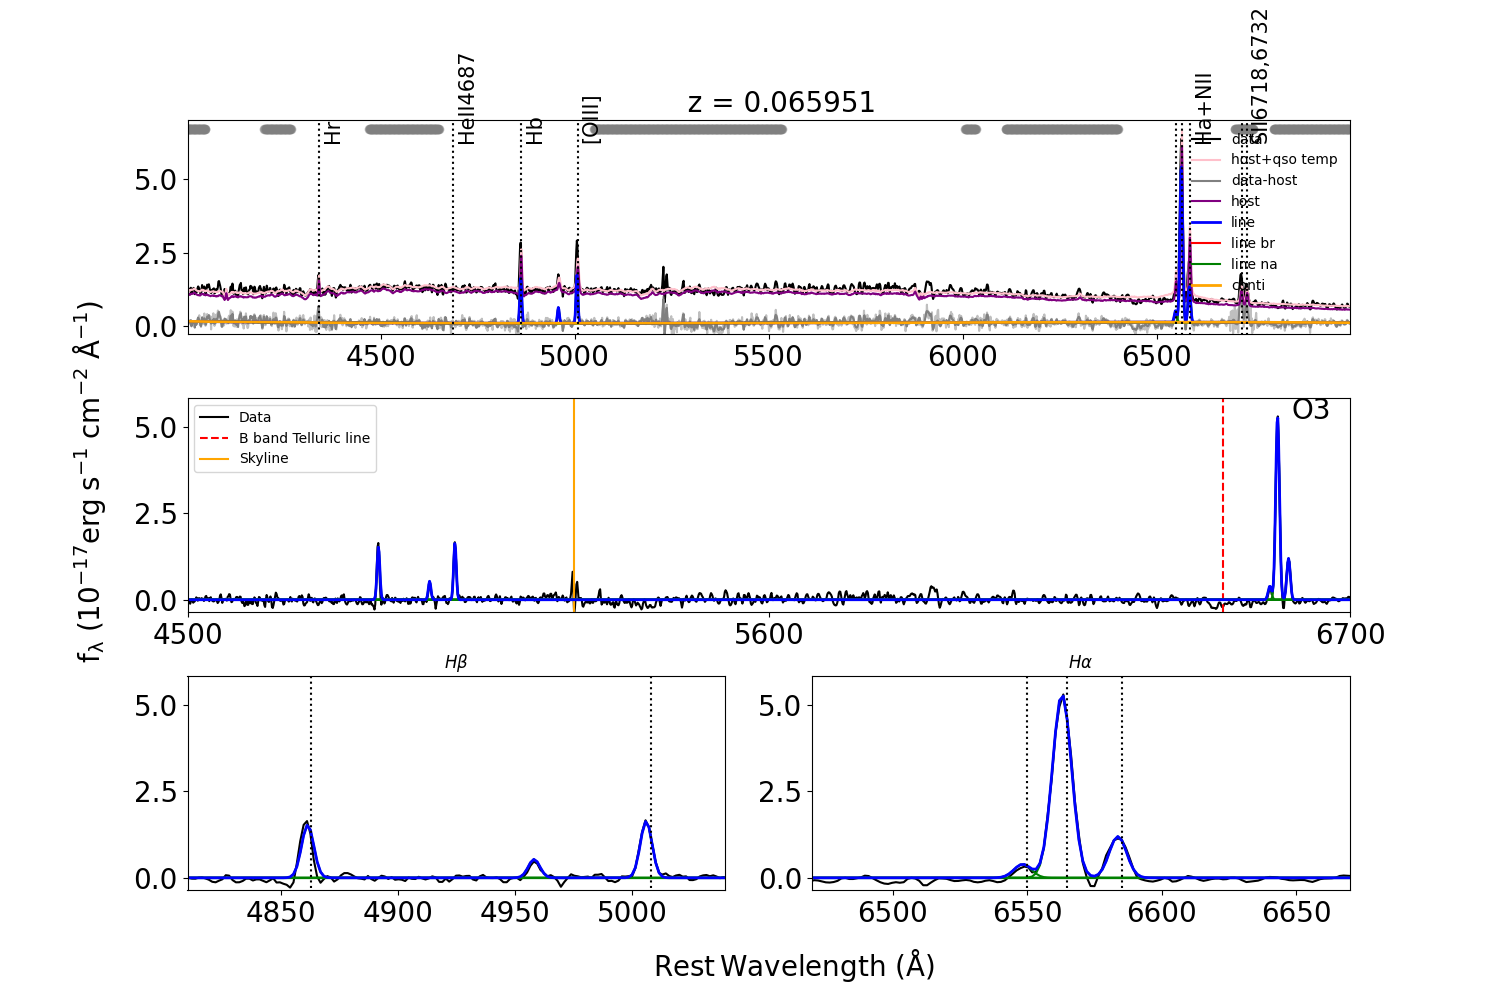 z = 0.065951
Hr
HeII4687
Hb
[OIII]
Ha+NII
SII6718,6732
data
host+qso temp
data-host
host
line
line br
line na
conti
5.0
2.5
0.0
4500
5000
5500
6000
6500
Data
B band Telluric line
Skyline
O3
5.0
2.5
0.0
4500
5600
6700
fλ (10⁻¹⁷erg s⁻¹ cm⁻² Å⁻¹)
Hβ
5.0
2.5
0.0
4850
4900
4950
5000
Hα
5.0
2.5
0.0
6500
6550
6600
6650
Rest Wavelength (Å)